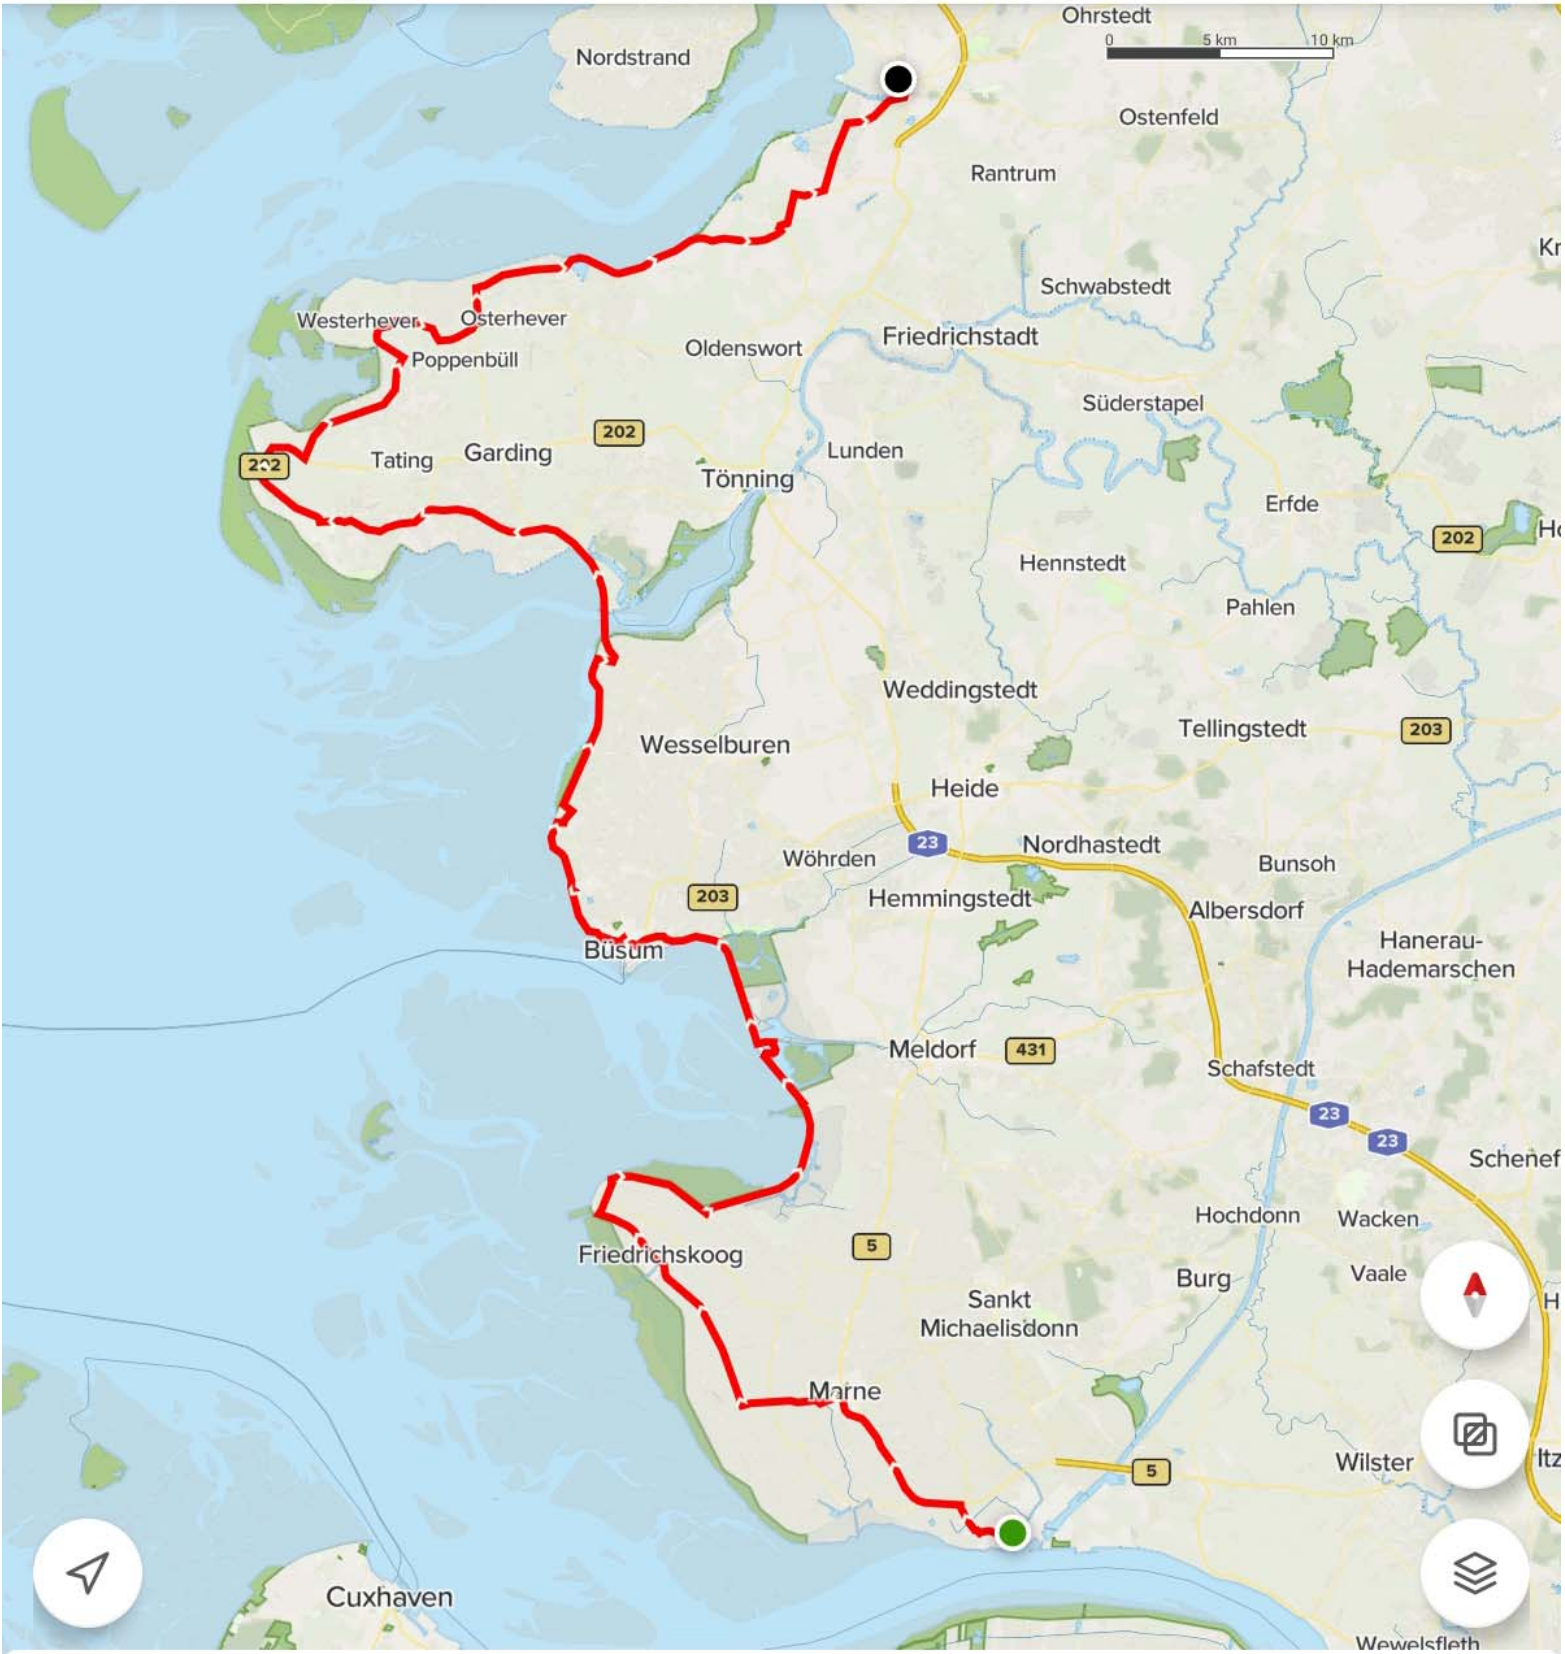 Ohrstedt
0 5 km 10 km
Nordstrand
Ostenfeld
Rantrum
Kr
Schwabstedt
Westerhever
Osterhever
Friedrichstadt
Oldenswort
Poppenbüll
Süderstapel
202
Lunden
Garding
Tating
202
Tönning
Erfde
Ho
202
Hennstedt
Pahlen
Weddingstedt
Tellingstedt
203
Wesselburen
Heide
23
Nordhastedt
Wöhrden
Bunsoh
203
Hemmingstedt
Albersdorf
Büsum
Hanerau-
Hademarschen
Meldorf
431
Schafstedt
23
23
Schenef
Hochdonn
Wacken
5
Friedrichskoog
Vaale
Burg
Sankt
Michaelisdonn
H
Marne
Wilster
Itz
5
Cuxhaven
Wewelsfleth